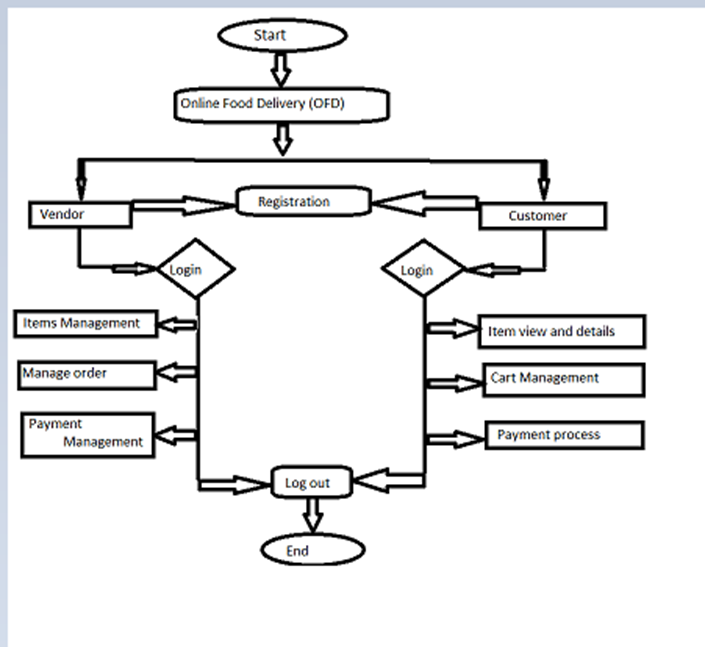 Start
Online Food Delivery (OFD)
Vendor
Registration
Customer
Login
Login
Items Management
Item view and details
Manage order
Cart Management
Payment
Management
Payment process
Log out
End